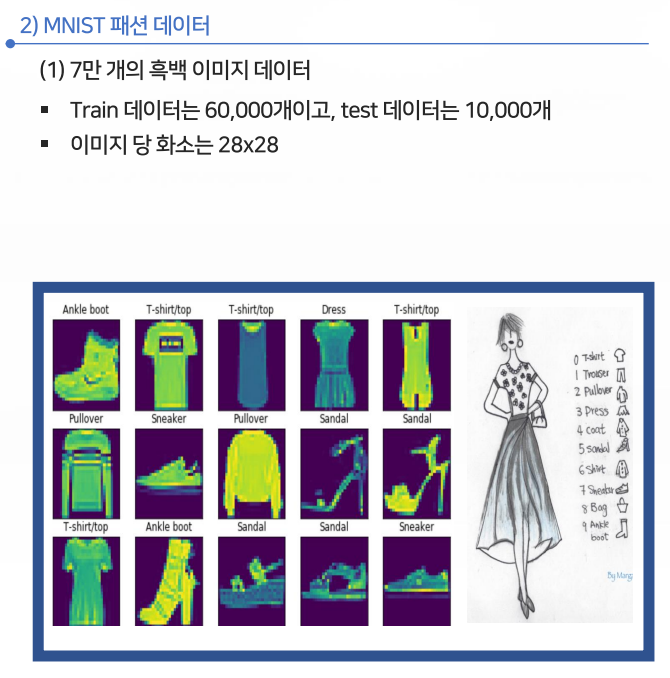 2) MNIST 패션 데이터
(1) 7만 개의 흑백 이미지 데이터
▪ Train 데이터는 60,000개이고, test 데이터는 10,000개
▪ 이미지 당 화소는 28x28
Ankle boot T-shirt/top T-shirt/top Dress T-shirt/top
Pullover Sneaker Pullover Sandal Sandal
T-shirt/top Ankle boot Sandal Sandal Sneaker
0 T-shirt
1 Trouser
2 Pullover
3 Dress
4 Coat
5 Sandal
6 Shirt
7 Sneaker
8 Bag
9 Ankle
boot
By Marg